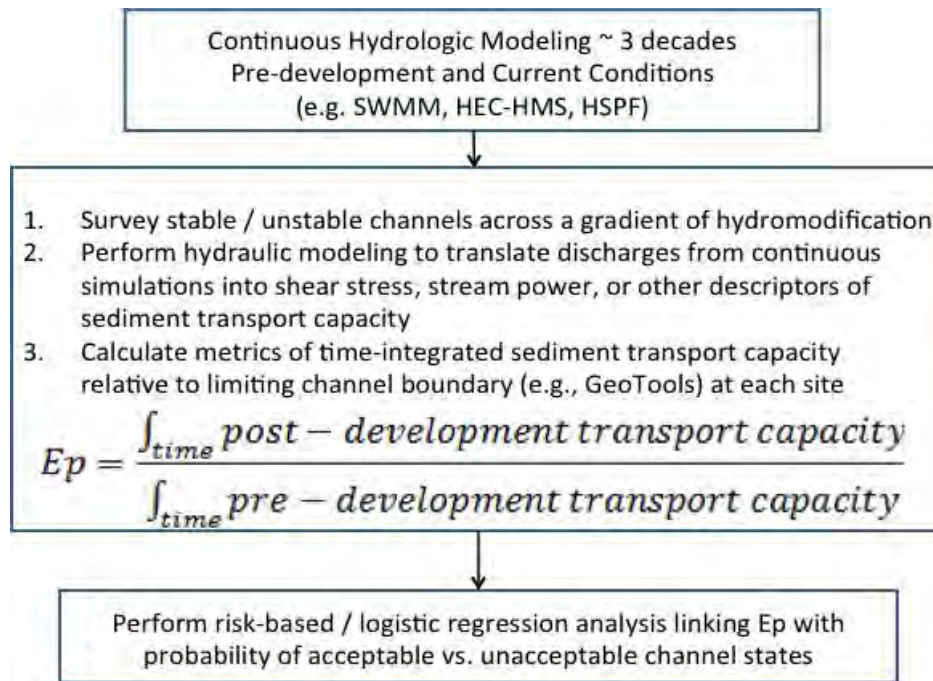 Continuous Hydrologic Modeling ~ 3 decades
Pre-development and Current Conditions
(e.g. SWMM, HEC-HMS, HSPF)
1. Survey stable / unstable channels across a gradient of hydromodification
2. Perform hydraulic modeling to translate discharges from continuous
simulations into shear stress, stream power, or other descriptors of
sediment transport capacity
3. Calculate metrics of time-integrated sediment transport capacity
relative to limiting channel boundary (e.g., GeoTools) at each site
Ep = ∫time post − development transport capacity
∫time pre − development transport capacity
Perform risk-based / logistic regression analysis linking Ep with
probability of acceptable vs. unacceptable channel states